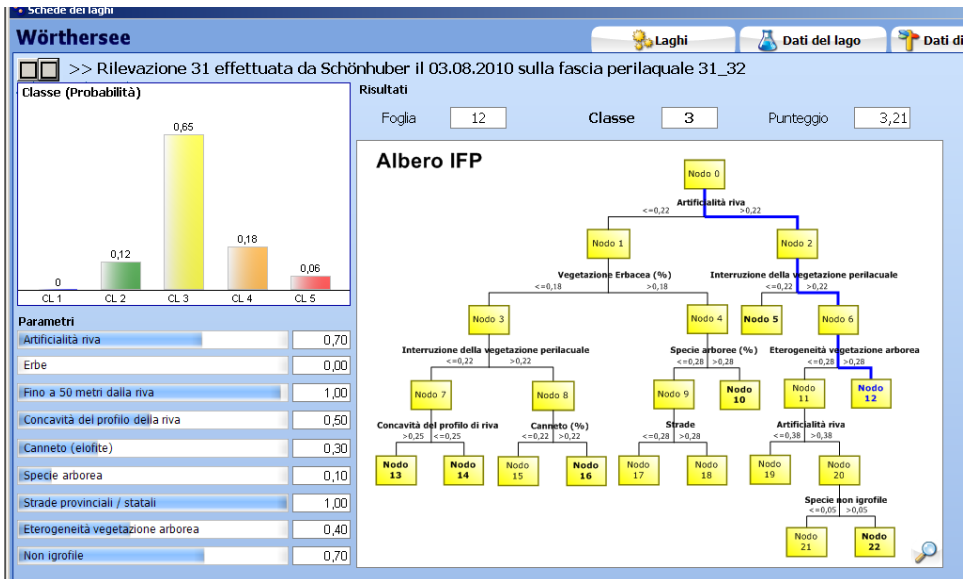 Schede dei laghi
Wörthersee
Laghi
Dati del lago
Dati di
>> Rilevazione 31 effettuata da Schönhuber il 03.08.2010 sulla fascia perilaquale 31_32
Classe (Probabilità)
0
0,12
0,65
0,18
0,06
CL 1
CL 2
CL 3
CL 4
CL 5
Parametri
Artificialità riva 0,70
Erbe 0,00
Fino a 50 metri dalla riva 1,00
Concavità del profilo della riva 0,50
Canneto (elofite) 0,30
Specie arborea 0,10
Strade provinciali / statali 1,00
Eterogeneità vegetazione arborea 0,40
Non igrofile 0,70
Risultati
Foglia 12 Classe 3 Punteggio 3,21
Albero IFP
Nodo 0
Artificialità riva
<=0,22 >0,22
Nodo 1
Nodo 2
Vegetazione Erbacea (%)
<=0,18 >0,18
Interruzione della vegetazione perilacuale
<=0,22 >0,22
Nodo 3
Nodo 4
Nodo 5
Nodo 6
Interruzione della vegetazione perilacuale
<=0,22 >0,22
Specie arboree (%)
<=0,28 >0,28
Eterogeneità vegetazione arborea
<=0,28 >0,28
Nodo 7
Nodo 8
Nodo 9
Nodo
10
Nodo
11
Nodo
12
Concavità del profilo di riva
>0,25 <=0,25
Canneto (%)
<=0,22 >0,22
Strade
<=0,28 >0,28
Artificialità riva
<=0,38 >0,38
Nodo
13
Nodo
14
Nodo
15
Nodo
16
Nodo
17
Nodo
18
Nodo
19
Nodo
20
Specie non igrofile
<=0,05 >0,05
Nodo
21
Nodo
22